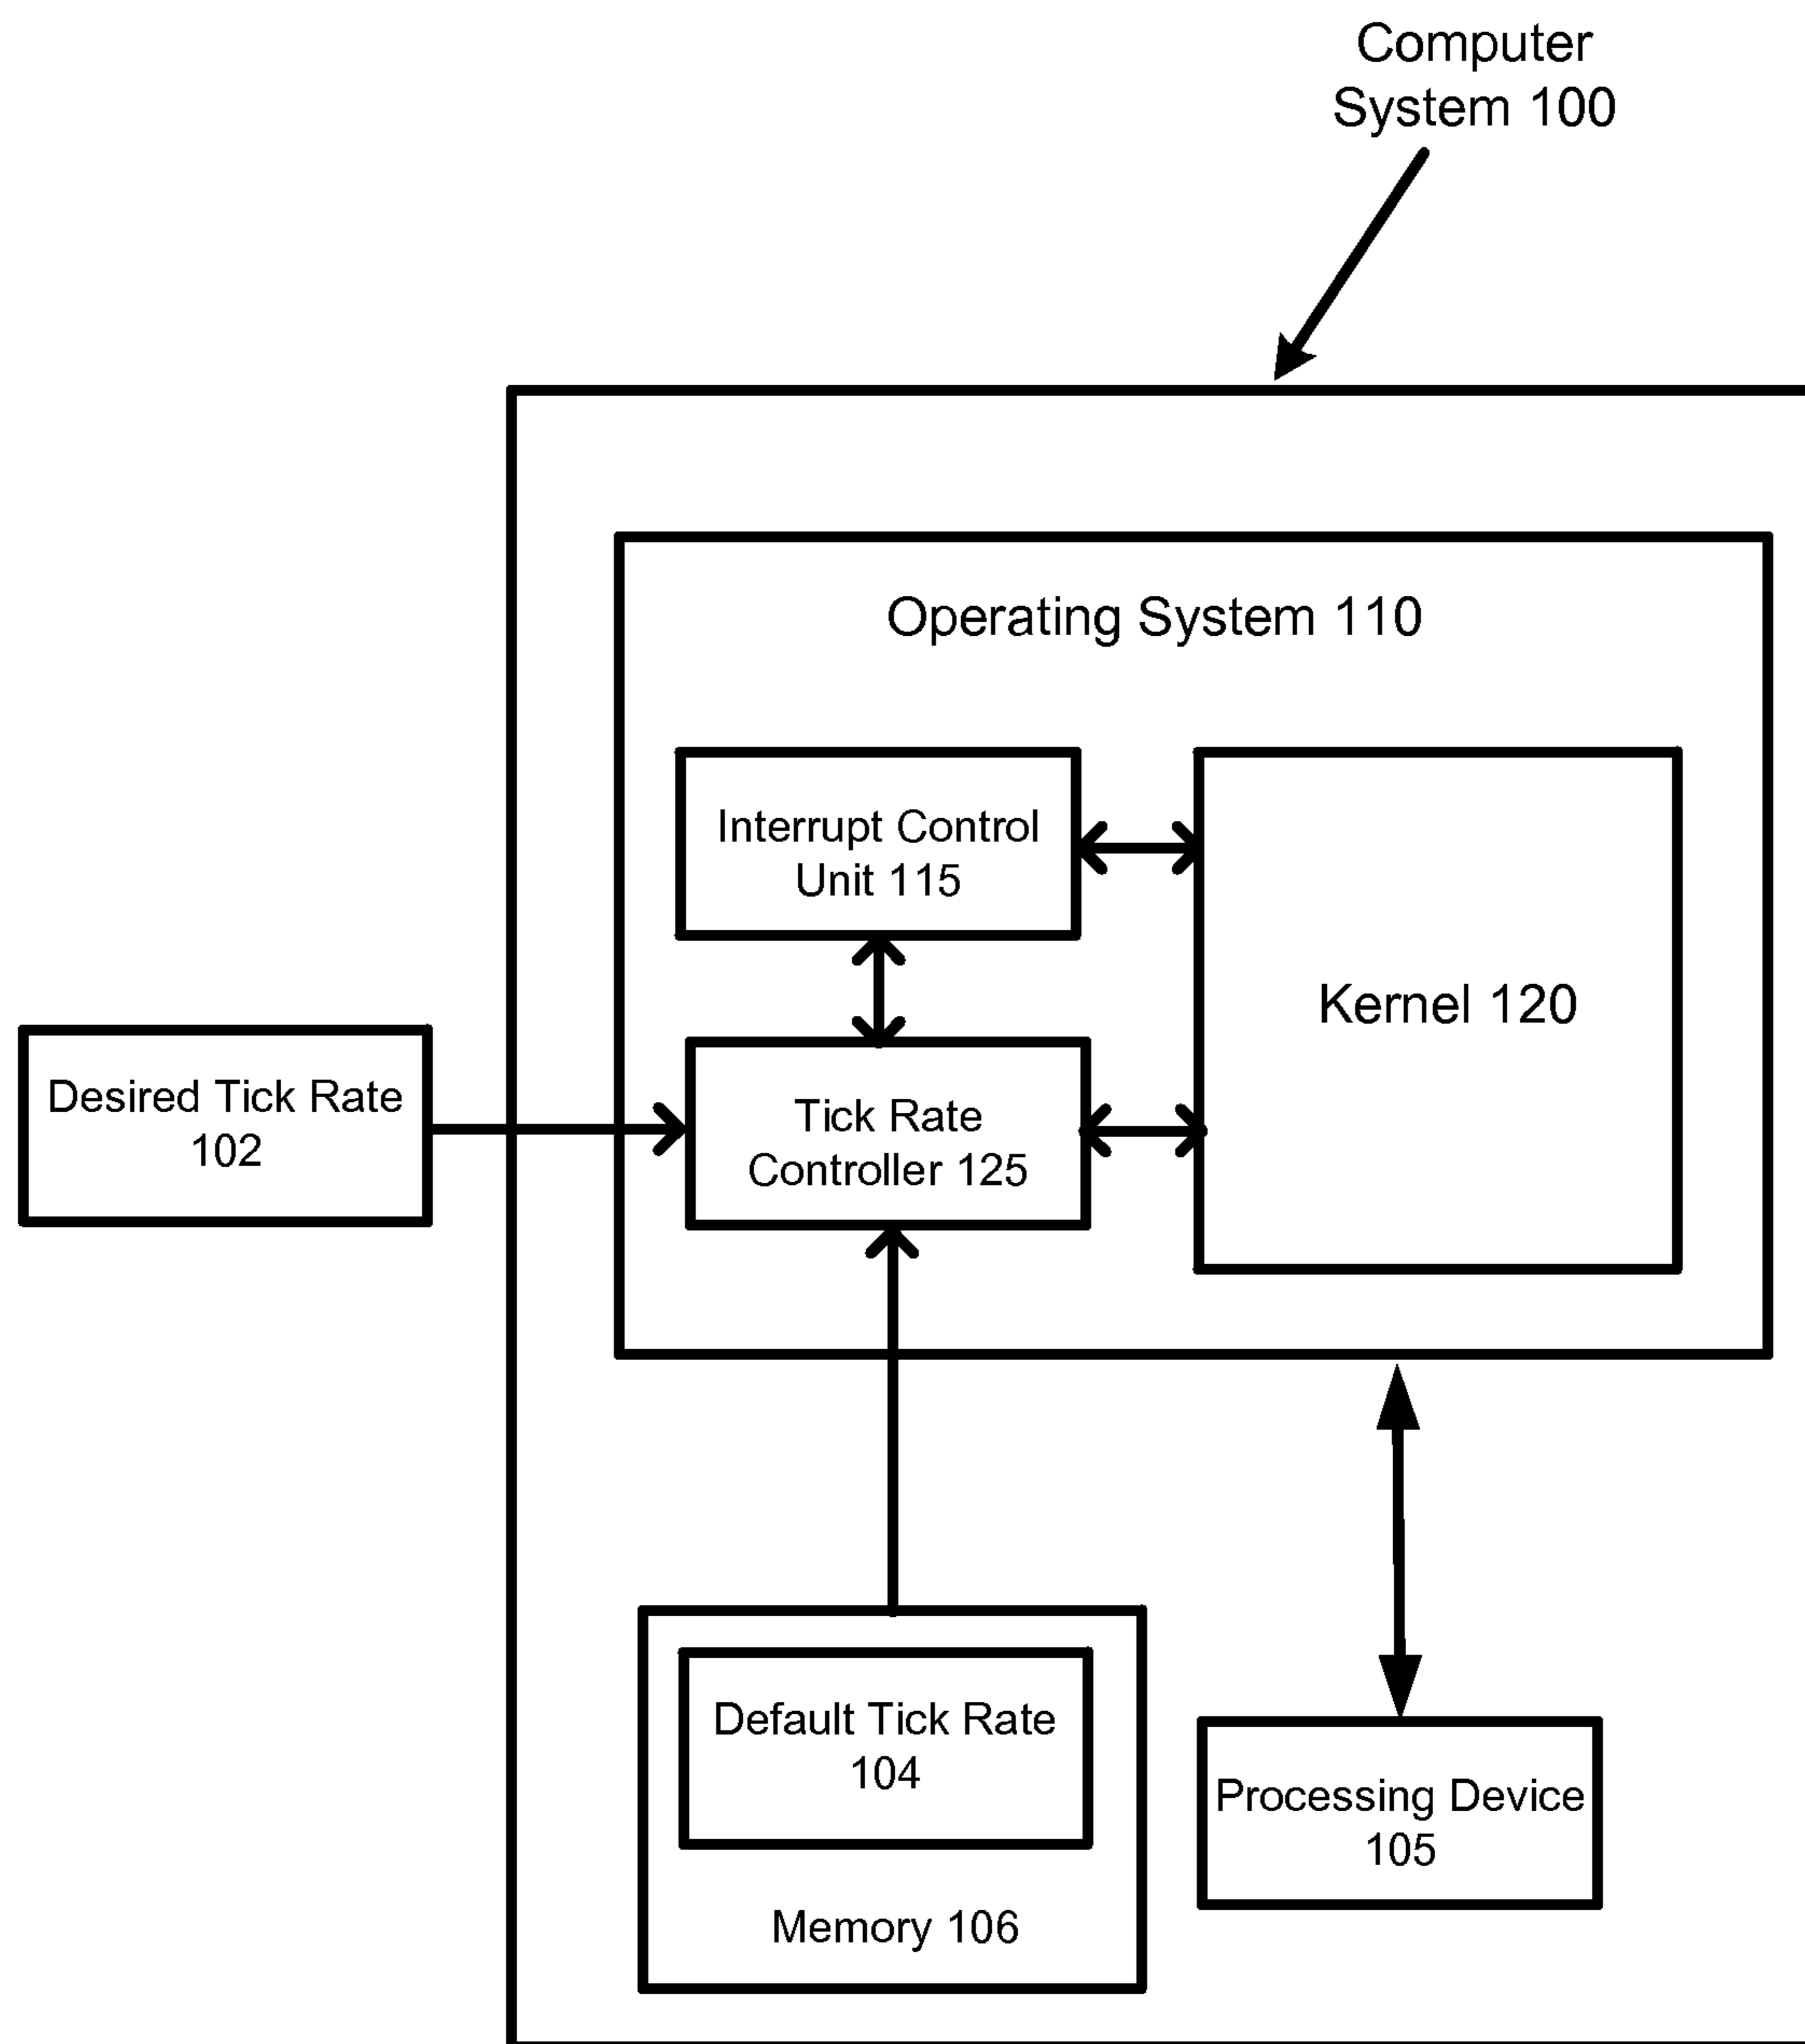 Computer
System 100
Operating System 110
Interrupt Control
Unit 115
Kernel 120
Desired Tick Rate
102
Tick Rate
Controller 125
Default Tick Rate
104
Memory 106
Processing Device
105